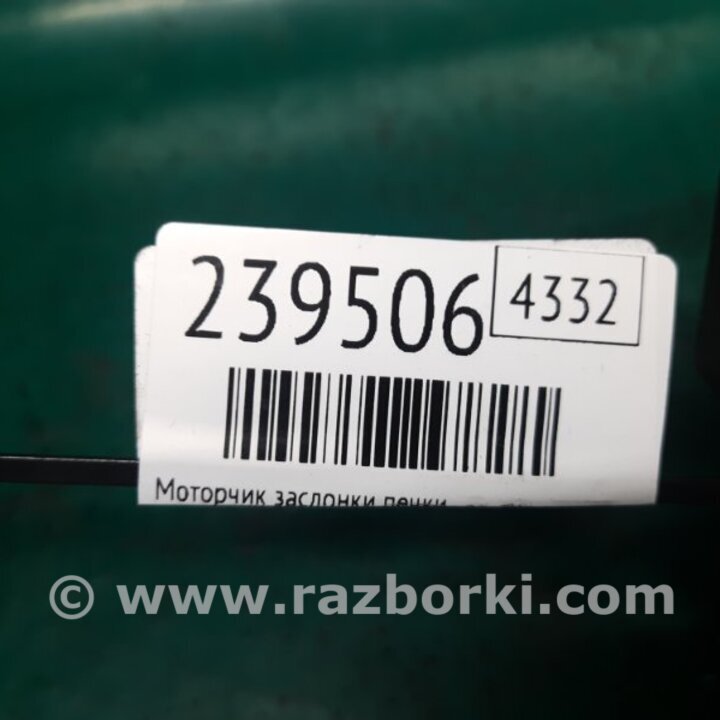 239506 4332
Моторчик заслонки печки
© www.razborki.com